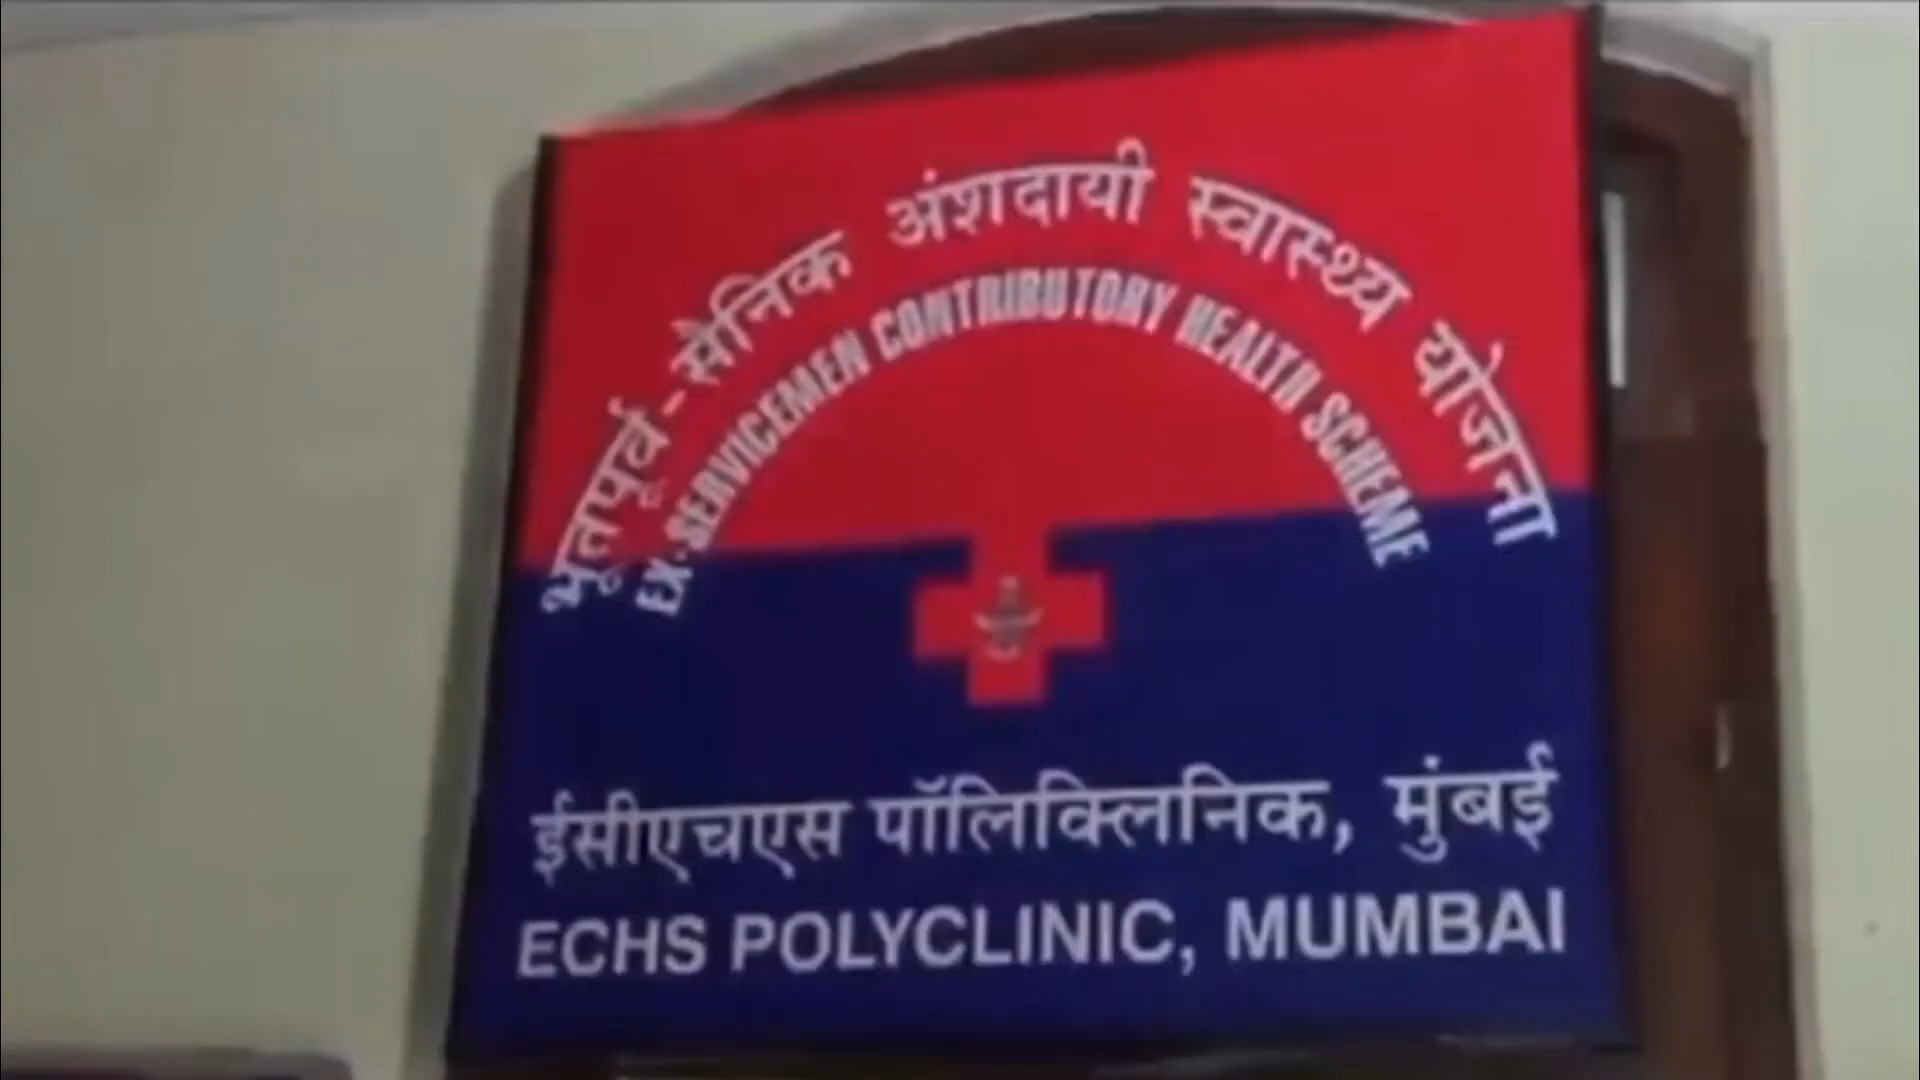 भूतपूर्व-सैनिक अंशदायी स्वास्थ्य योजना
EX-SERVICEMEN CONTRIBUTORY HEALTH SCHEME
ईसीएचएस पॉलिक्लिनिक, मुंबई
ECHS POLYCLINIC, MUMBAI